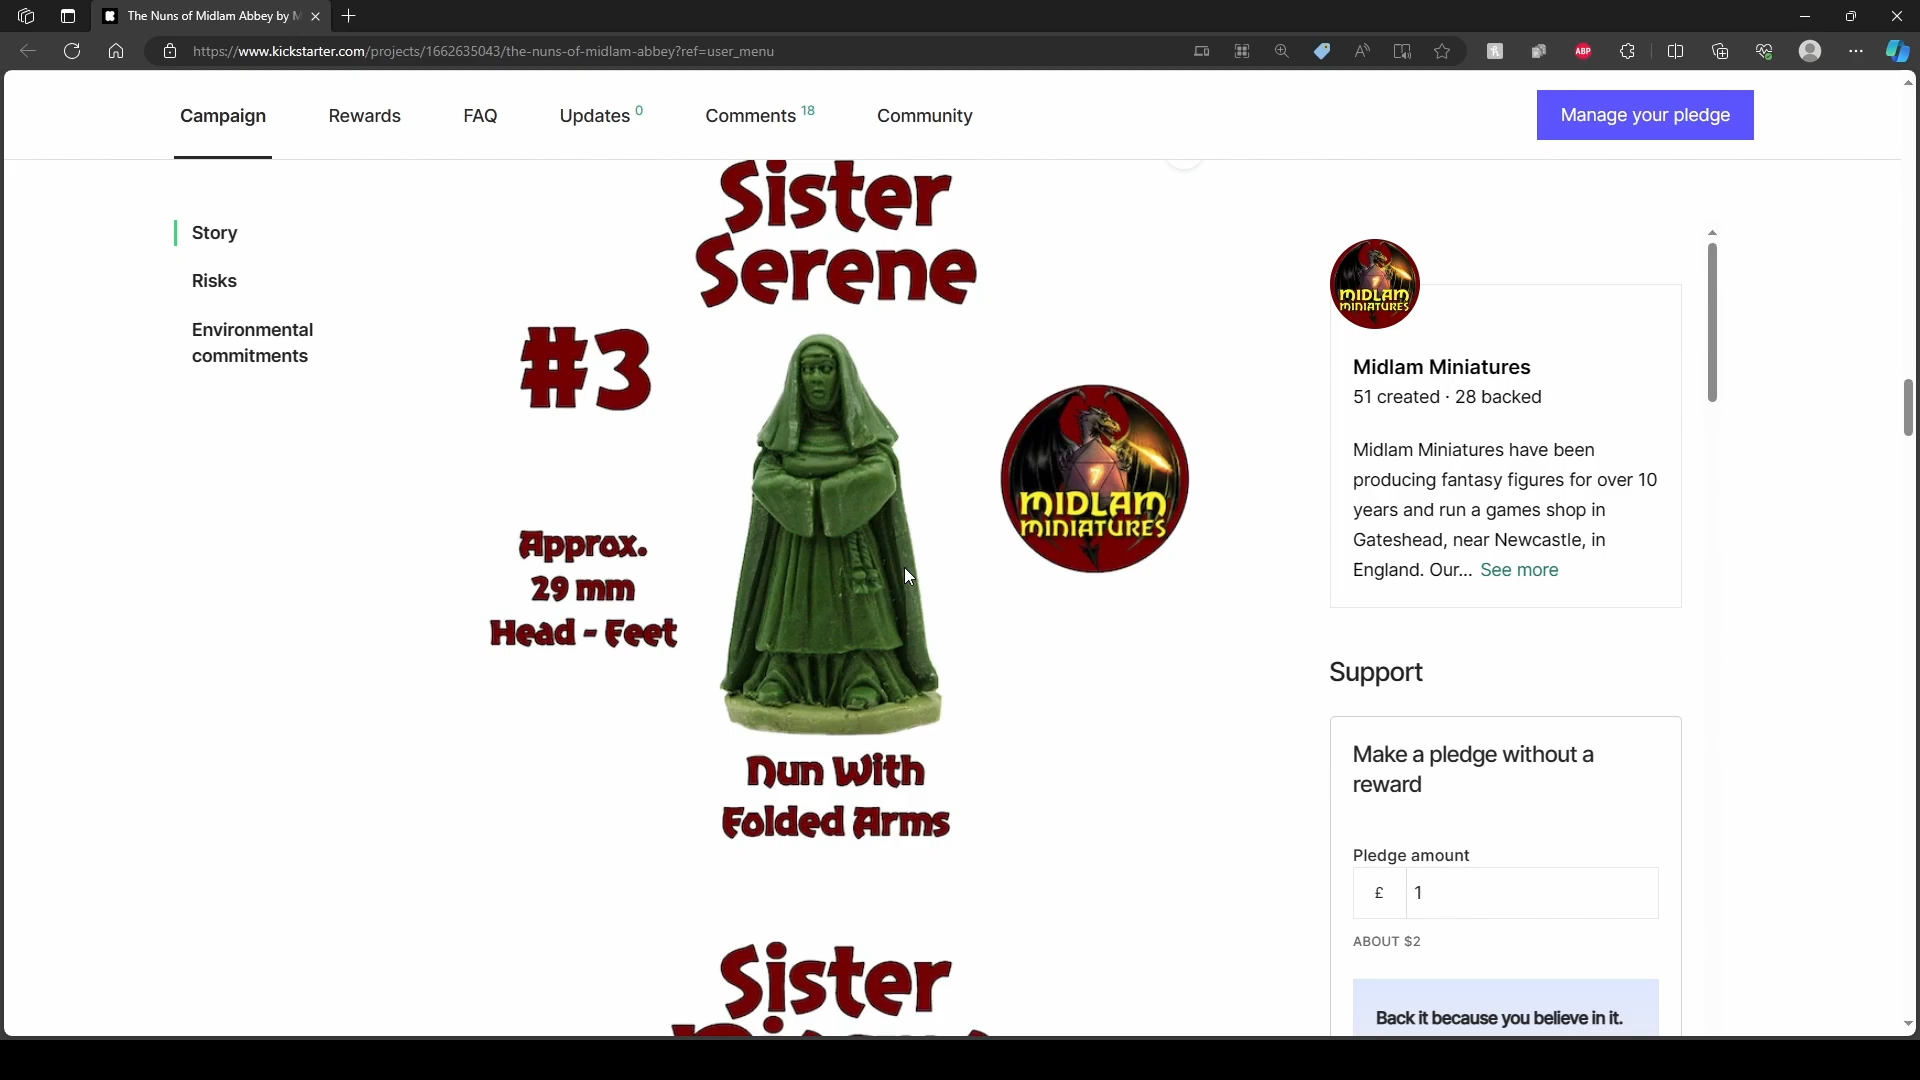 The Nuns of Midlam Abbey by M
https://www.kickstarter.com/projects/1662635043/the-nuns-of-midlam-abbey?ref=user_menu
ABP
Campaign
Rewards
FAQ
Updates 0
Comments 18
Community
Manage your pledge
Story
Risks
Environmental
commitments
Sister
Serene
#3
Approx.
29 mm
Head - Feet
MIDLAM
MINIATURES
Nun With
Folded Arms
Sister
MIDLAM
MINIATURES
Midlam Miniatures
51 created · 28 backed
Midlam Miniatures have been
producing fantasy figures for over 10
years and run a games shop in
Gateshead, near Newcastle, in
England. Our... See more
Support
Make a pledge without a
reward
Pledge amount
£ 1
ABOUT $2
Back it because you believe in it.